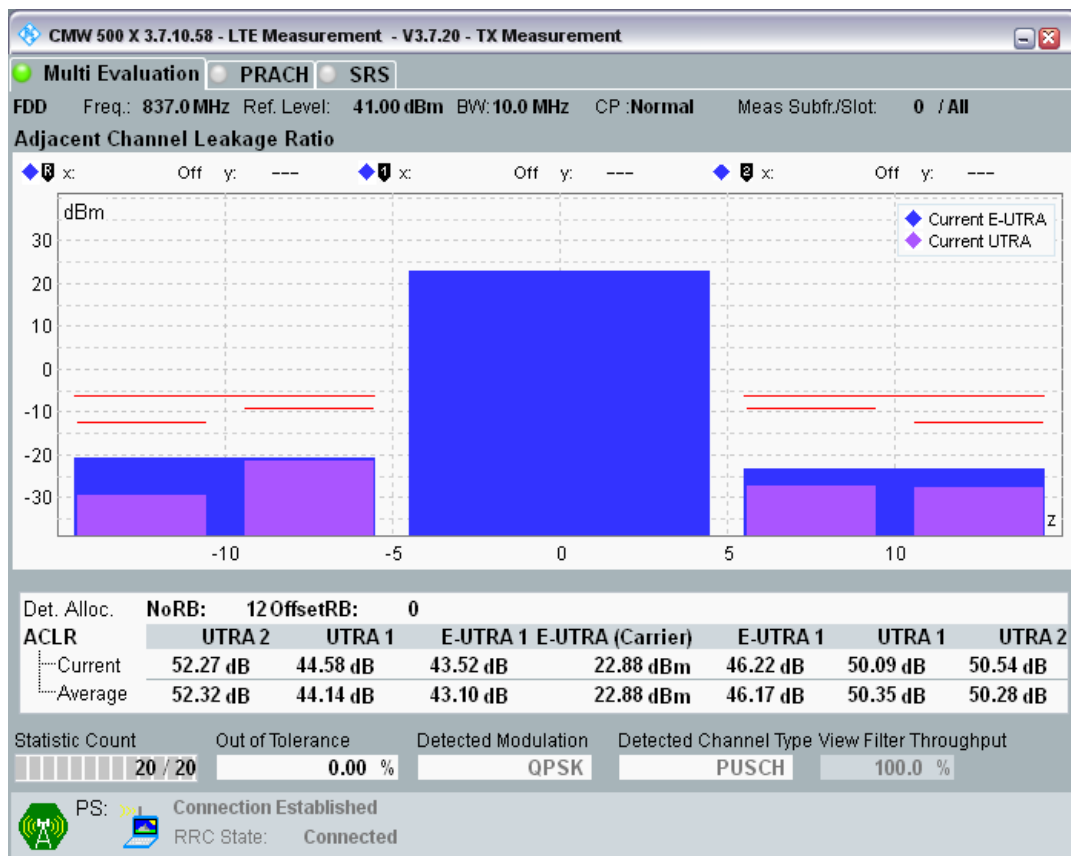 CMW 500 X 3.7.10.58 - LTE Measurement - V3.7.20 - TX Measurement
Multi Evaluation PRACH SRS
FDD Freq.: 837.0 MHz Ref. Level: 41.00 dBm BW: 10.0 MHz CP :Normal Meas Subfr./Slot: 0 / All
Adjacent Channel Leakage Ratio
R x: Off y: --- 1 x: Off y: --- 2 x: Off y: ---
dBm
Current E-UTRA
Current UTRA
30
20
10
0
-10
-20
-30
z
-10 -5 0 5 10
Det. Alloc. NoRB: 12 OffsetRB: 0
ACLR UTRA 2 UTRA 1 E-UTRA 1 E-UTRA (Carrier) E-UTRA 1 UTRA 1 UTRA 2
Current 52.27 dB 44.58 dB 43.52 dB 22.88 dBm 46.22 dB 50.09 dB 50.54 dB
Average 52.32 dB 44.14 dB 43.10 dB 22.88 dBm 46.17 dB 50.35 dB 50.28 dB
Statistic Count Out of Tolerance Detected Modulation Detected Channel Type View Filter Throughput
20 / 20 0.00 % QPSK PUSCH 100.0 %
PS: Connection Established
RRC State: Connected